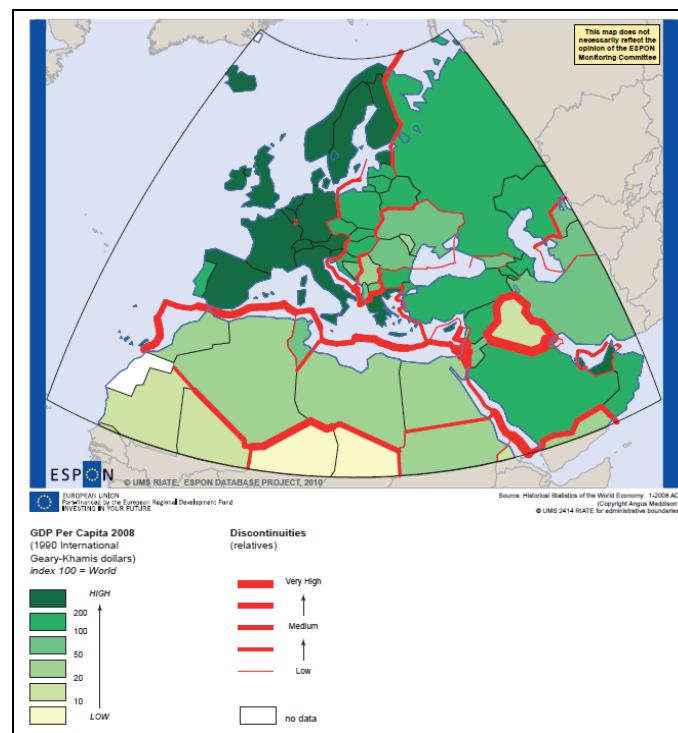 This map does not
necessarily reflect the
opinion of the ESPON
Monitoring Committee
ESPON
© UMS RIATE, ESPON DATABASE PROJECT, 2010
EUROPEAN UNION
Part-financed by the European Regional Development Fund
INVESTING IN YOUR FUTURE
Source: Historical Statistics of the World Economy: 1-2008 AD
(Copyright Angus Maddison)
© UMS 2414 RIATE for administrative boundaries
GDP Per Capita 2008
(1990 International
Geary-Khamis dollars)
index 100 = World
HIGH
200
100
50
20
10
LOW
Discontinuities
(relatives)
Very High
Medium
Low
no data